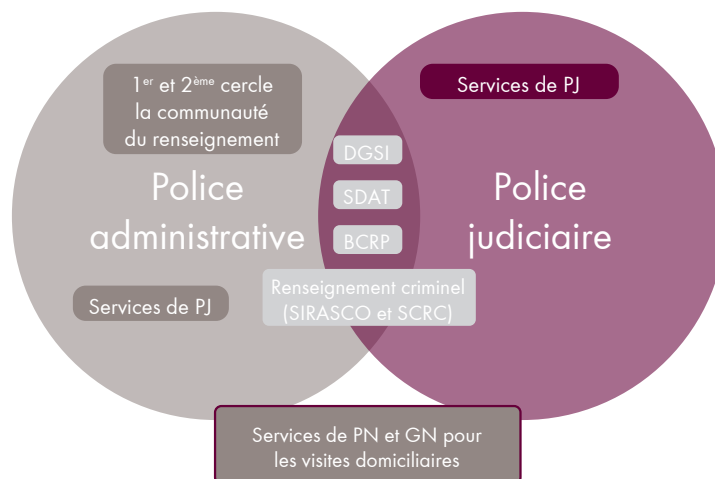 1er et 2ème cercle
la communauté
du renseignement
Police
administrative
Services de PJ
DGSI
SDAT
BCRP
Renseignement criminel
(SIRASCO et SCRC)
Services de PJ
Police
judiciaire
Services de PN et GN pour
les visites domiciliaires